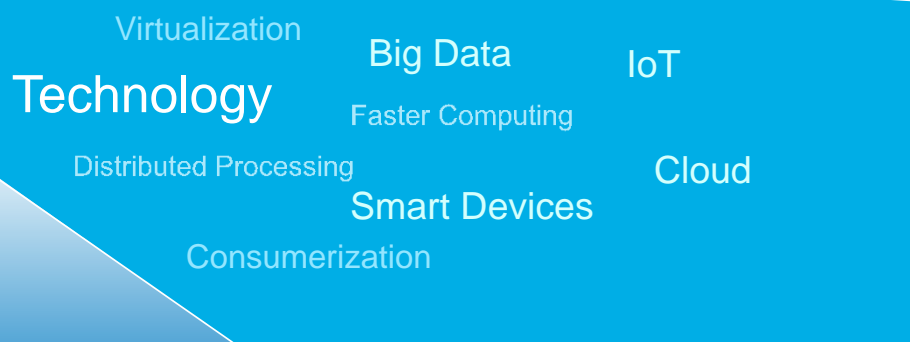 Virtualization
Big Data
IoT
Technology
Faster Computing
Distributed Processing
Cloud
Smart Devices
Consumerization